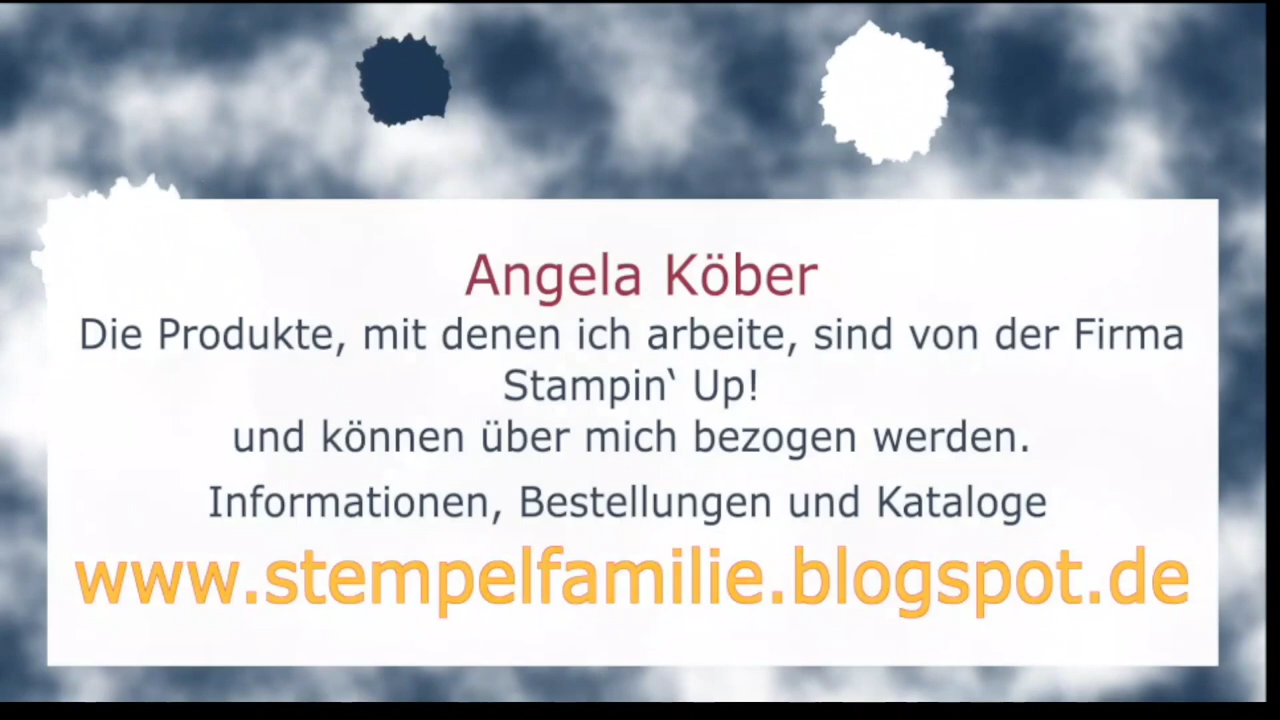 Angela Köber
Die Produkte, mit denen ich arbeite, sind von der Firma
Stampin‛ Up!
und können über mich bezogen werden.
Informationen, Bestellungen und Kataloge
www.stempelfamilie.blogspot.de